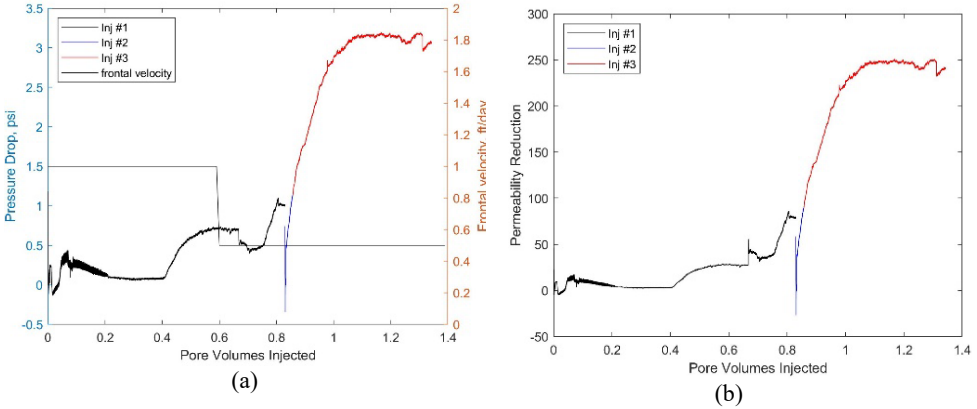 Pressure Drop, psi
3.5
3
2.5
2
1.5
1
0.5
0
-0.5
Inj #1
Inj #2
Inj #3
frontal velocity
2
1.8
1.6
1.4
1.2
1
0.8
0.6
0.4
0.2
0
Frontal velocity, ft/day
0 0.2 0.4 0.6 0.8 1 1.2 1.4
Pore Volumes Injected
(a)
Permeability Reduction
300
250
200
150
100
50
0
-50
Inj #1
Inj #2
Inj #3
0 0.2 0.4 0.6 0.8 1 1.2 1.4
Pore Volumes Injected
(b)